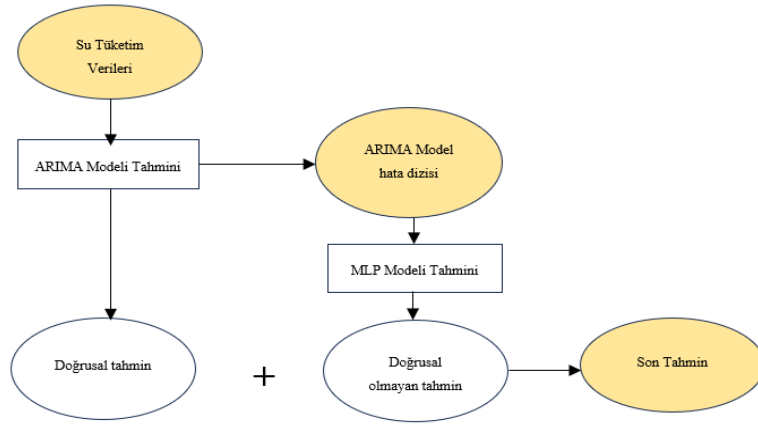 Su Tüketim
Verileri
ARIMA Modeli Tahmini
ARIMA Model
hata dizisi
MLP Modeli Tahmini
Doğrusal tahmin
+
Doğrusal
olmayan tahmin
Son Tahmin